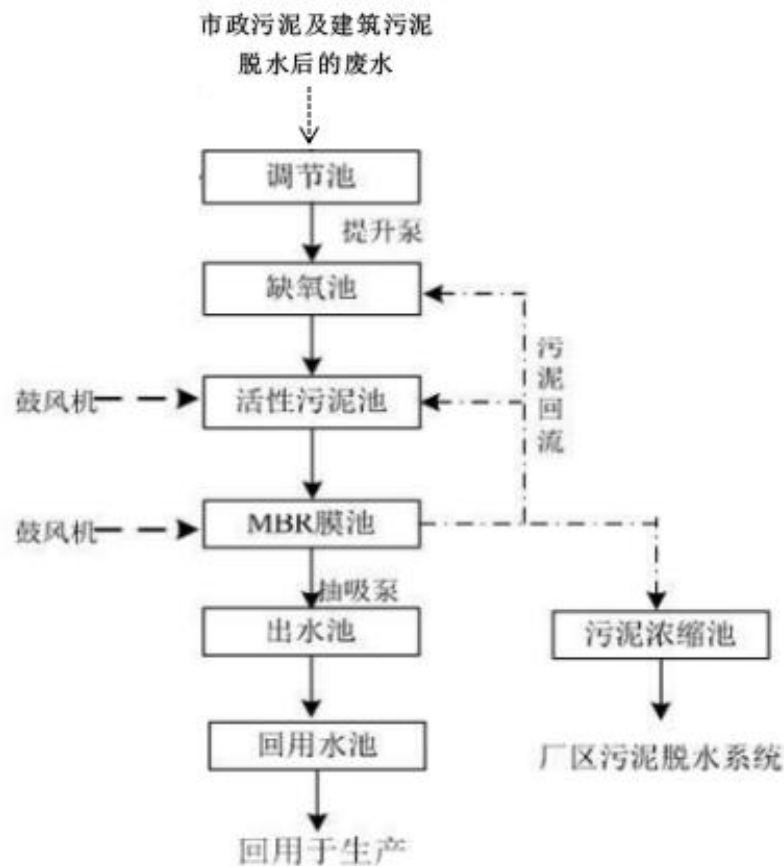 市政污泥及建筑污泥
脱水后的废水
调节池
提升泵
缺氧池
污泥回流
鼓风机
活性污泥池
鼓风机
MBR膜池
抽吸泵
出水池
污泥浓缩池
回用水池
厂区污泥脱水系统
回用于生产